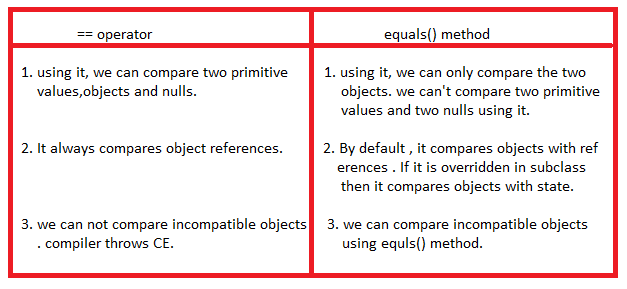 == operator
equals() method
1. using it, we can compare two primitive
values,objects and nulls.
1. using it, we can only compare the two
objects. we can't compare two primitive
values and two nulls using it.
2. It always compares object references.
2. By default , it compares objects with ref
erences . If it is overridden in subclass
then it compares objects with state.
3. we can not compare incompatible objects
. compiler throws CE.
3. we can compare incompatible objects
using equls() method.